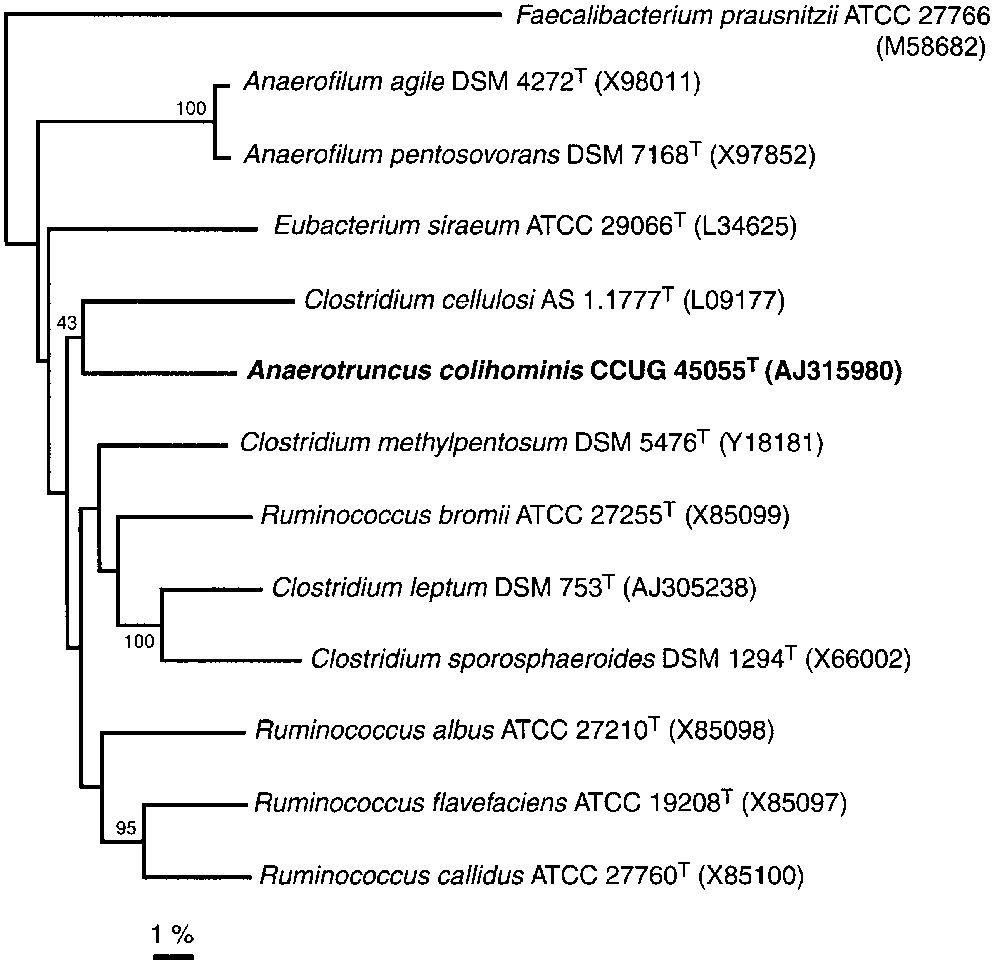 Faecalibacterium prausnitzii ATCC 27766
(M58682)
Anaerofilum agile DSM 4272ᵀ (X98011)
100
Anaerofilum pentosovorans DSM 7168ᵀ (X97852)
Eubacterium siraeum ATCC 29066ᵀ (L34625)
Clostridium cellulosi AS 1.1777ᵀ (L09177)
43
Anaerotruncus colihominis CCUG 45055ᵀ (AJ315980)
Clostridium methylpentosum DSM 5476ᵀ (Y18181)
Ruminococcus bromii ATCC 27255ᵀ (X85099)
Clostridium leptum DSM 753ᵀ (AJ305238)
100
Clostridium sporosphaeroides DSM 1294ᵀ (X66002)
Ruminococcus albus ATCC 27210ᵀ (X85098)
Ruminococcus flavefaciens ATCC 19208ᵀ (X85097)
95
Ruminococcus callidus ATCC 27760ᵀ (X85100)
1 %